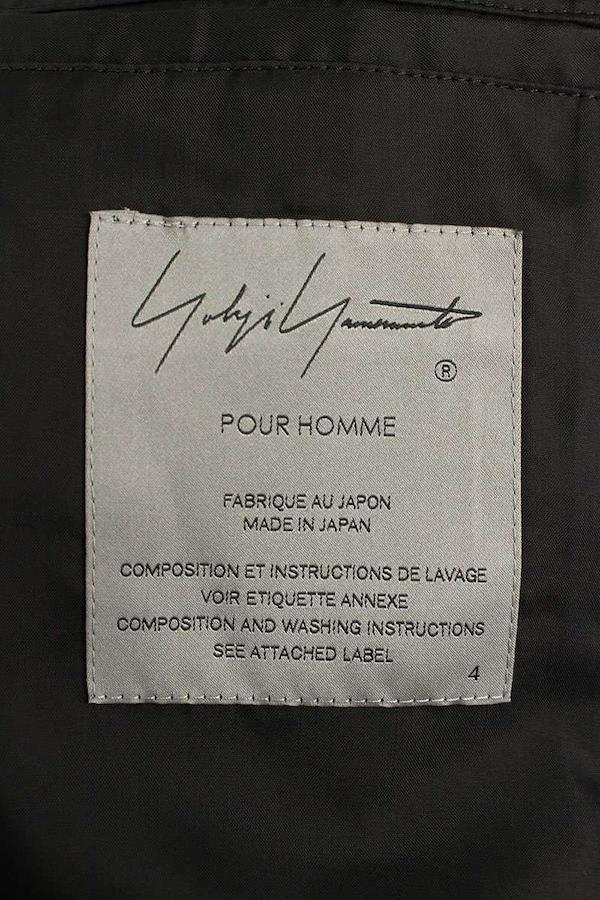 Yohji Yamamoto
®
POUR HOMME
FABRIQUE AU JAPON
MADE IN JAPAN
COMPOSITION ET INSTRUCTIONS DE LAVAGE
VOIR ETIQUETTE ANNEXE
COMPOSITION AND WASHING INSTRUCTIONS
SEE ATTACHED LABEL
4